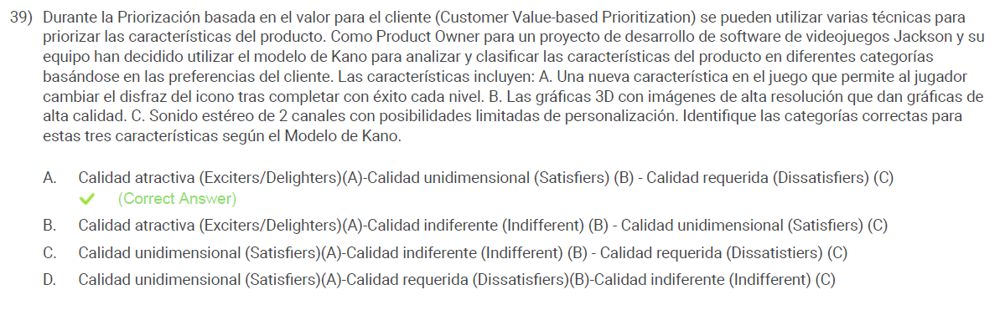 39) Durante la Priorización basada en el valor para el cliente (Customer Value-based Prioritization) se pueden utilizar varias técnicas para
priorizar las características del producto. Como Product Owner para un proyecto de desarrollo de software de videojuegos Jackson y su
equipo han decidido utilizar el modelo de Kano para analizar y clasificar las características del producto en diferentes categorías
basándose en las preferencias del cliente. Las características incluyen: A. Una nueva característica en el juego que permite al jugador
cambiar el disfraz del icono tras completar con éxito cada nivel. B. Las gráficas 3D con imágenes de alta resolución que dan gráficas de
alta calidad. C. Sonido estéreo de 2 canales con posibilidades limitadas de personalización. Identifique las categorías correctas para
estas tres características según el Modelo de Kano.
A. Calidad atractiva (Exciters/Delighters)(A)-Calidad unidimensional (Satisfiers) (B) - Calidad requerida (Dissatisfiers) (C)
(Correct Answer)
B. Calidad atractiva (Exciters/Delighters)(A)-Calidad indiferente (Indifferent) (B) - Calidad unidimensional (Satisfiers) (C)
C. Calidad unidimensional (Satisfiers)(A)-Calidad indiferente (Indifferent) (B) - Calidad requerida (Dissatistiers) (C)
D. Calidad unidimensional (Satisfiers)(A)-Calidad requerida (Dissatisfiers)(B)-Calidad indiferente (Indifferent) (C)